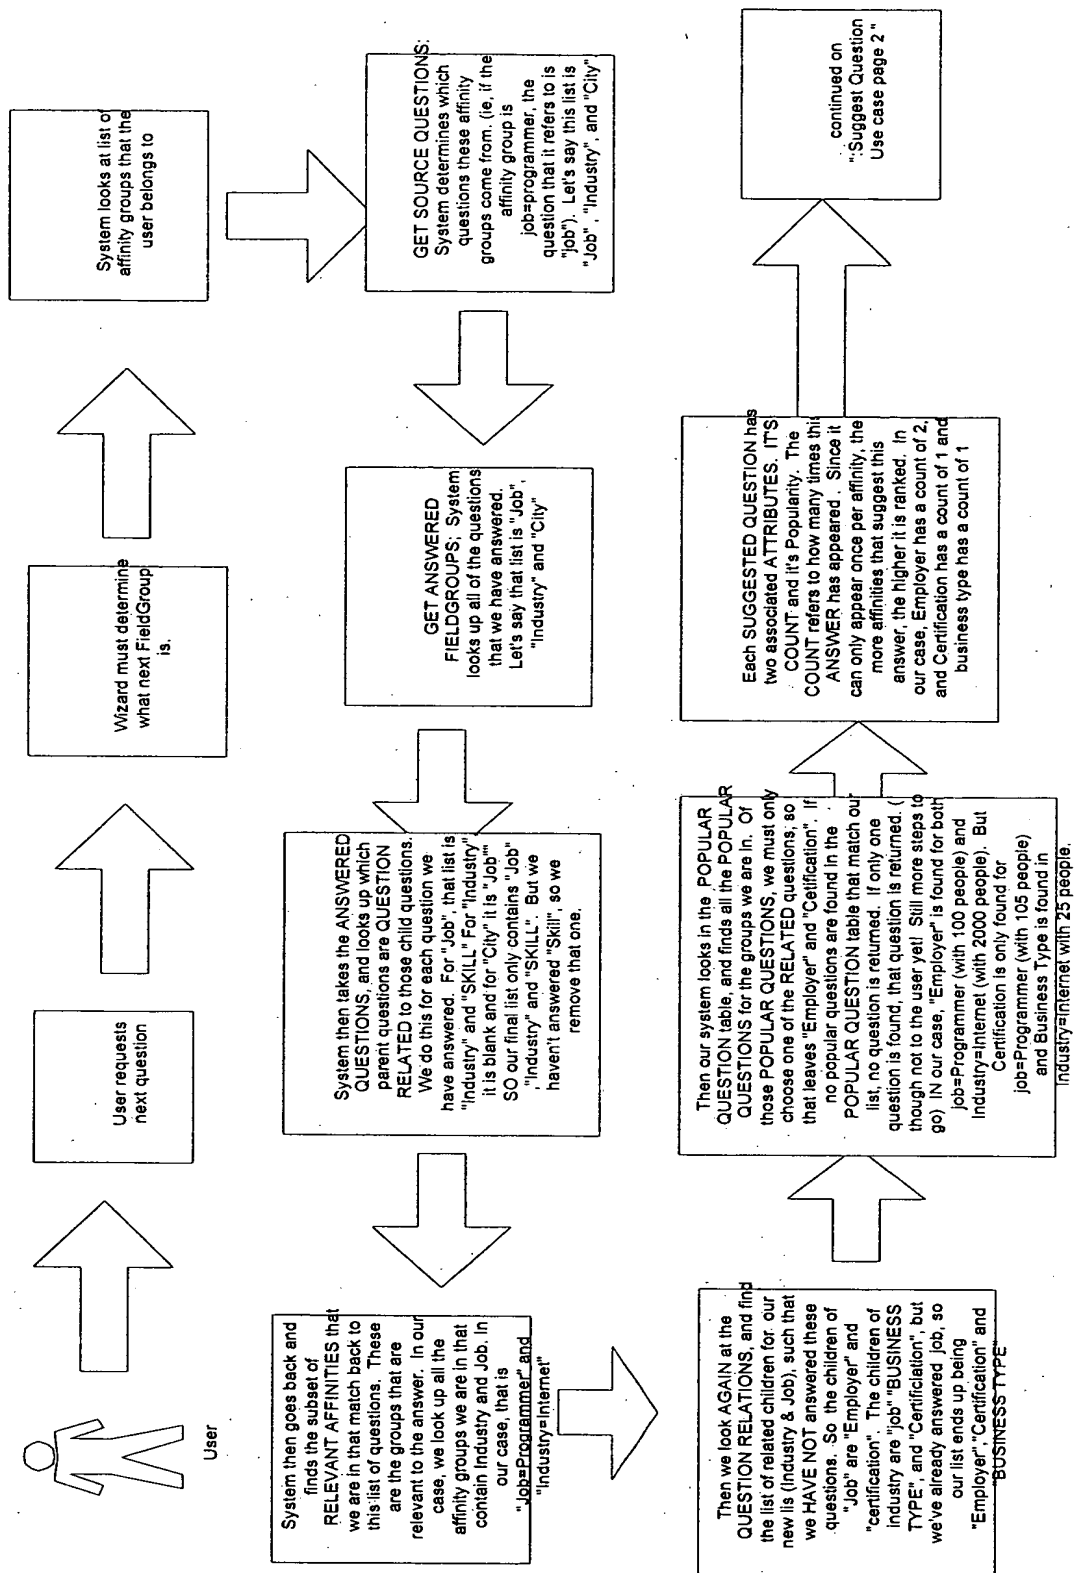 User
User requests
next question
Wizard must determine
what next FieldGroup
is.
System looks at list of
affinity groups that the
user belongs to
GET SOURCE QUESTIONS:
System determines which
questions these affinity
groups come from. (ie, if the
affinity group is
job=programmer, the
question that it refers to is
"job"). Let's say this list is
"Job" , "Industry", and "City"
GET ANSWERED
FIELDGROUPS; System
looks up all of the questions
that we have answered.
Let's say that list is "Job",
"Industry" and "City"
System then takes the ANSWERED
QUESTIONS, and looks up which
parent questions are QUESTION
RELATED to those child questions.
We do this for each question we
have answered. For "Job", that list is
"Industry" and "SKILL" For "Industry"
it is blank and for "City" it is "Job""
SO our final list only contains "Job"
,"Industry" and "SKILL". But we
haven't answered "Skill", so we
remove that one.
System then goes back and
finds the subset of
RELEVANT AFFINITIES that
we are in that match back to
this list of questions. These
are the groups that are
relevant to the answer. In our
case, we look up all the
affinity groups we are in that
contain Industry and Job. In
our case, that is
"Job=Programmer" and
"Industry=Internet"
Then we look AGAIN at the
QUESTION RELATIONS, and find
the list of related children for our
new lis (Industry & Job), such that
we HAVE NOT answered these
questions. So the children of
"Job" are "Employer" and
"certification". The children of
industry are "job" "BUSINESS
TYPE", and "Certificiation", but
we've already answered job, so
our list ends up being
"Employer","Certification" and
"BUSINESS TYPE"
Then our system looks in the POPULAR
QUESTION table, and finds all the POPULAR
QUESTIONS for the groups we are in. Of
those POPULAR QUESTIONS, we must only
choose one of the RELATED questions; so
that leaves "Employer" and "Cetification". If
no popular questions are found in the
POPULAR QUESTION table that match our
list, no question is returned. If only one
question is found, that question is returned. (
though not to the user yet! Still more steps to
go) IN our case, "Employer" is found for both
job=Programmer (with 100 people) and
Industry=Internet (with 2000 people). But
Certification is only found for
job=Programmer (with 105 people)
and Business Type is found in
Industry=Internet with 25 people.
Each SUGGESTED QUESTION has
two associated ATTRIBUTES. IT'S
COUNT and it's Popularity. The
COUNT refers to how many times this
ANSWER has appeared . Since it
can only appear once per affinity, the
more affinities that suggest this
answer, the higher it is ranked. In
our case, Employer has a count of 2,
and Certification has a count of 1 and
business type has a count of 1
continued on
":Suggest Question
Use case page 2"